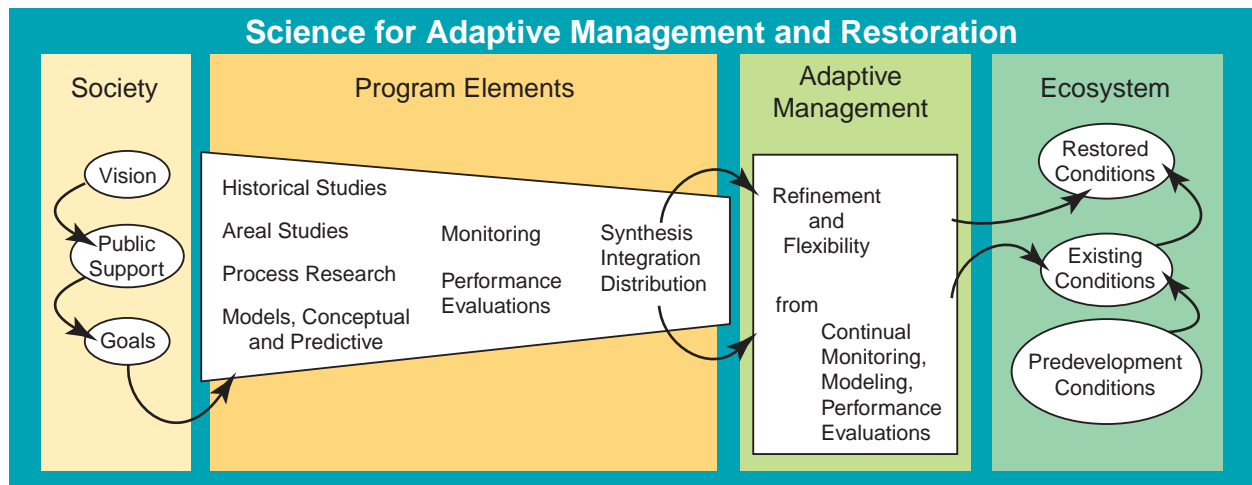 Science for Adaptive Management and Restoration
Society
Vision
Public
Support
Goals
Program Elements
Historical Studies
Areal Studies
Process Research
Models, Conceptual
and Predictive
Monitoring
Performance
Evaluations
Synthesis
Integration
Distribution
Adaptive
Management
Refinement
and
Flexibility
from
Continual
Monitoring,
Modeling,
Performance
Evaluations
Ecosystem
Restored
Conditions
Existing
Conditions
Predevelopment
Conditions